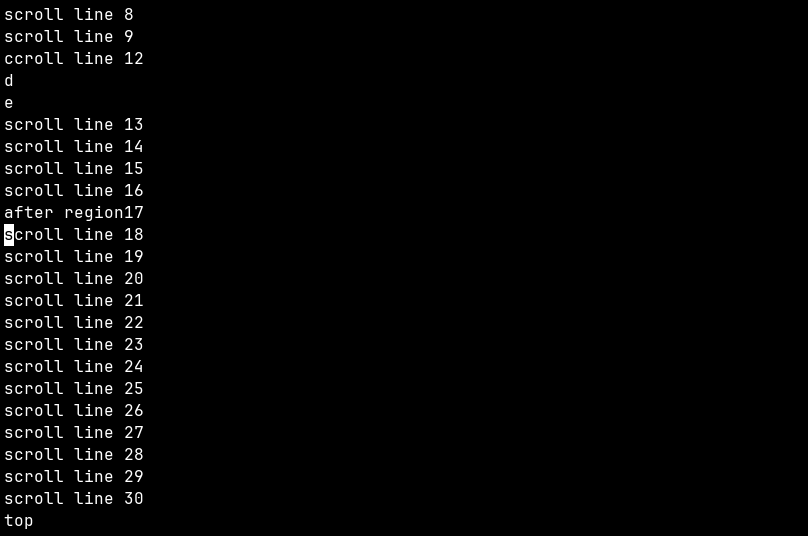 scroll line 8
scroll line 9
ccroll line 12
d
e
scroll line 13
scroll line 14
scroll line 15
scroll line 16
after region17
scroll line 18
scroll line 19
scroll line 20
scroll line 21
scroll line 22
scroll line 23
scroll line 24
scroll line 25
scroll line 26
scroll line 27
scroll line 28
scroll line 29
scroll line 30
top